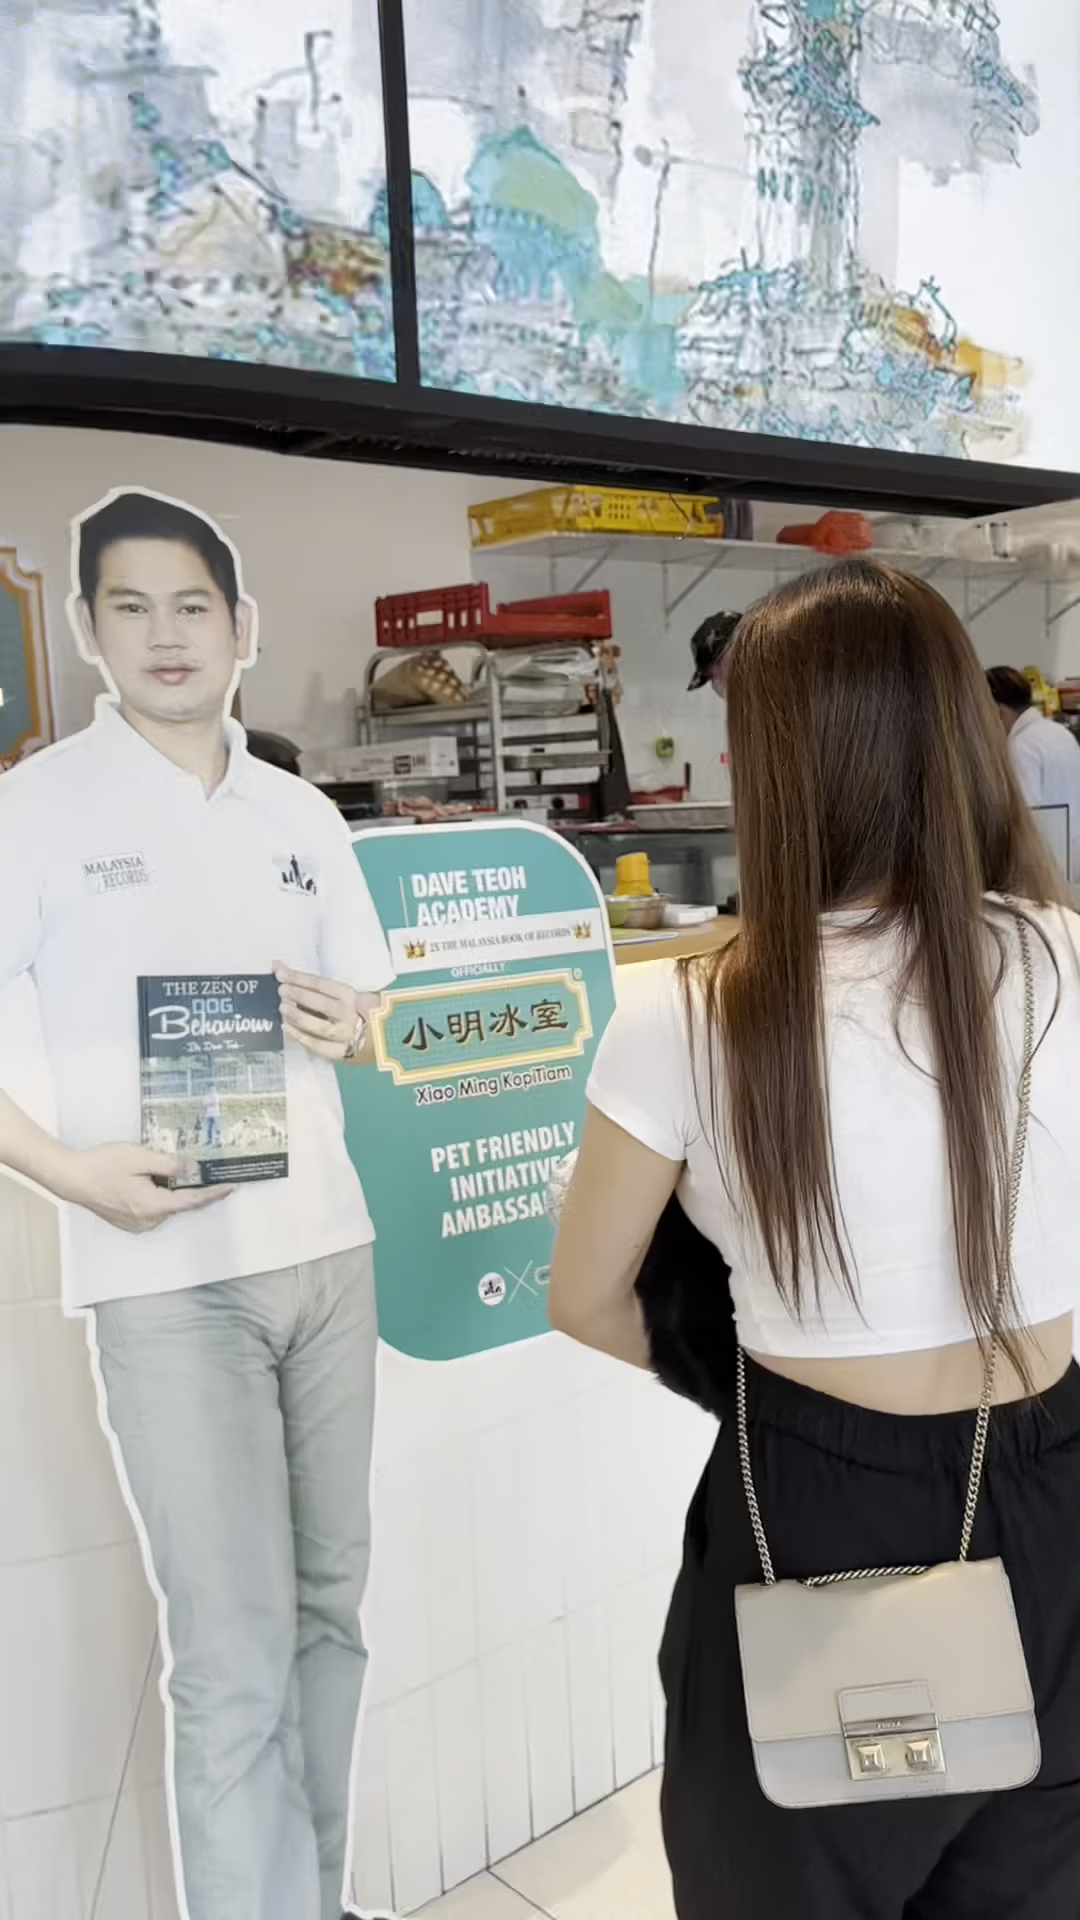 MALAYSIA
RECORDS
THE ZEN OF
DOG
Behaviour
DAVE TEOH
ACADEMY
2X THE MALAYSIA BOOK OF RECORDS
OFFICIALLY
小明冰室
®
Xiao Ming KopiTiam
PET FRIENDLY
INITIATIVE
AMBASSA